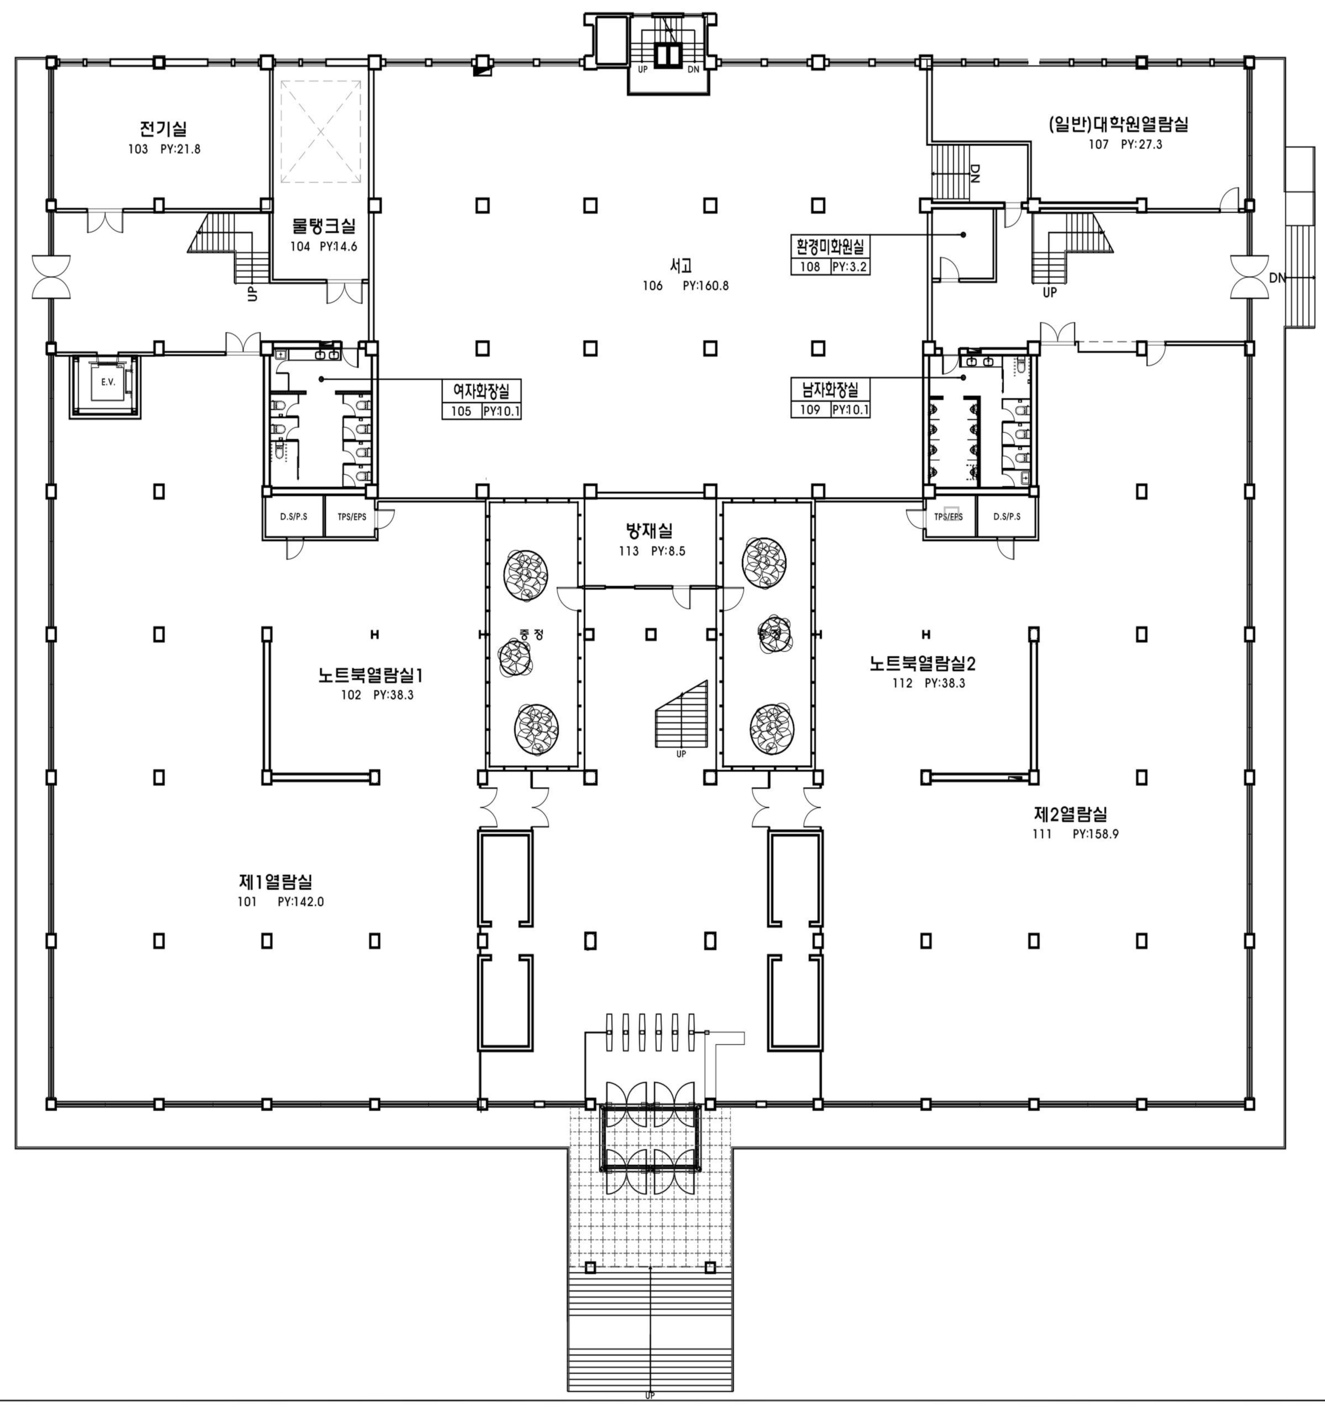 UP
DN
전기실
103 PY:21.8
(일반)대학원열람실
107 PY:27.3
DN
물탱크실
104 PY:14.6
환경미화원실
108 PY:3.2
서고
106 PY:160.8
UP
UP
DN
E.V.
여자화장실
105 PY:10.1
남자화장실
109 PY:10.1
D.S/P.S
TPS/EPS
방재실
113 PY:8.5
TPS/EPS
D.S/P.S
중 정
노트북열람실1
102 PY:38.3
노트북열람실2
112 PY:38.3
UP
제2열람실
111 PY:158.9
제1열람실
101 PY:142.0
UP